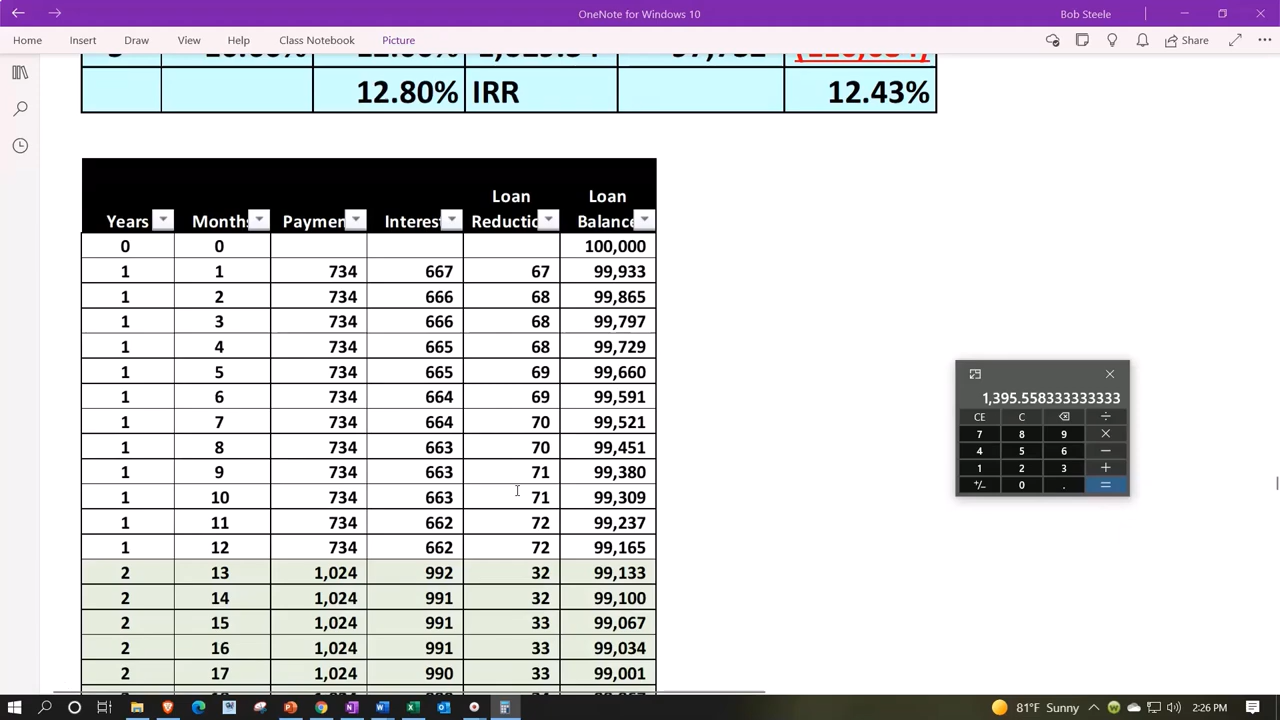 OneNote for Windows 10
Bob Steele
Home Insert Draw View Help Class Notebook Picture Share
12.80% IRR 12.43%
Loan Loan
Years Months Paymen Interes Reductio Balance
0 0 100,000
1 1 734 667 67 99,933
1 2 734 666 68 99,865
1 3 734 666 68 99,797
1 4 734 665 68 99,729
1 5 734 665 69 99,660
1 6 734 664 69 99,591
1 7 734 664 70 99,521
1 8 734 663 70 99,451
1 9 734 663 71 99,380
1 10 734 663 71 99,309
1 11 734 662 72 99,237
1 12 734 662 72 99,165
2 13 1,024 992 32 99,133
2 14 1,024 991 32 99,100
2 15 1,024 991 33 99,067
2 16 1,024 991 33 99,034
2 17 1,024 990 33 99,001
1,395.558333333333
CE C ⌫ ÷
7 8 9 ×
4 5 6 −
1 2 3 +
+/- 0 . =
81°F Sunny 2:26 PM